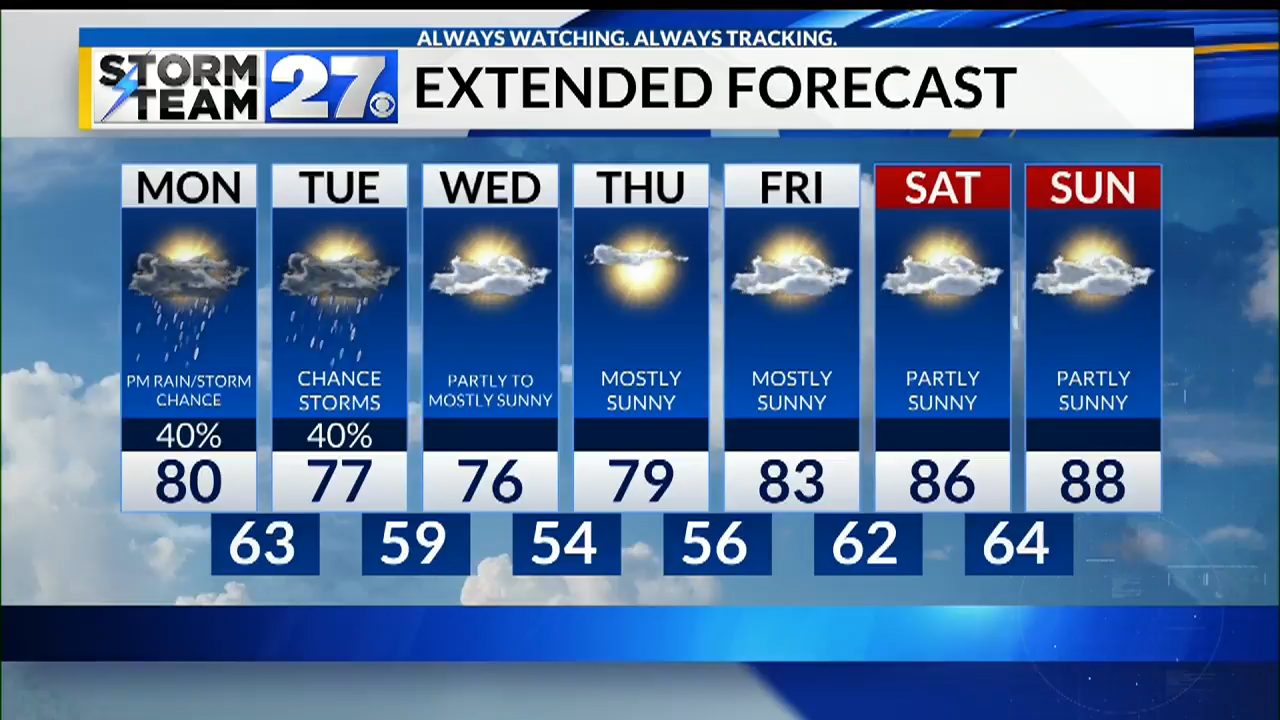 ALWAYS WATCHING. ALWAYS TRACKING.
STORM
TEAM
27
EXTENDED FORECAST
MON
TUE
WED
THU
FRI
SAT
SUN
PM RAIN/STORM
CHANCE
CHANCE
STORMS
PARTLY TO
MOSTLY SUNNY
MOSTLY
SUNNY
MOSTLY
SUNNY
PARTLY
SUNNY
PARTLY
SUNNY
40%
40%
80
77
76
79
83
86
88
63
59
54
56
62
64